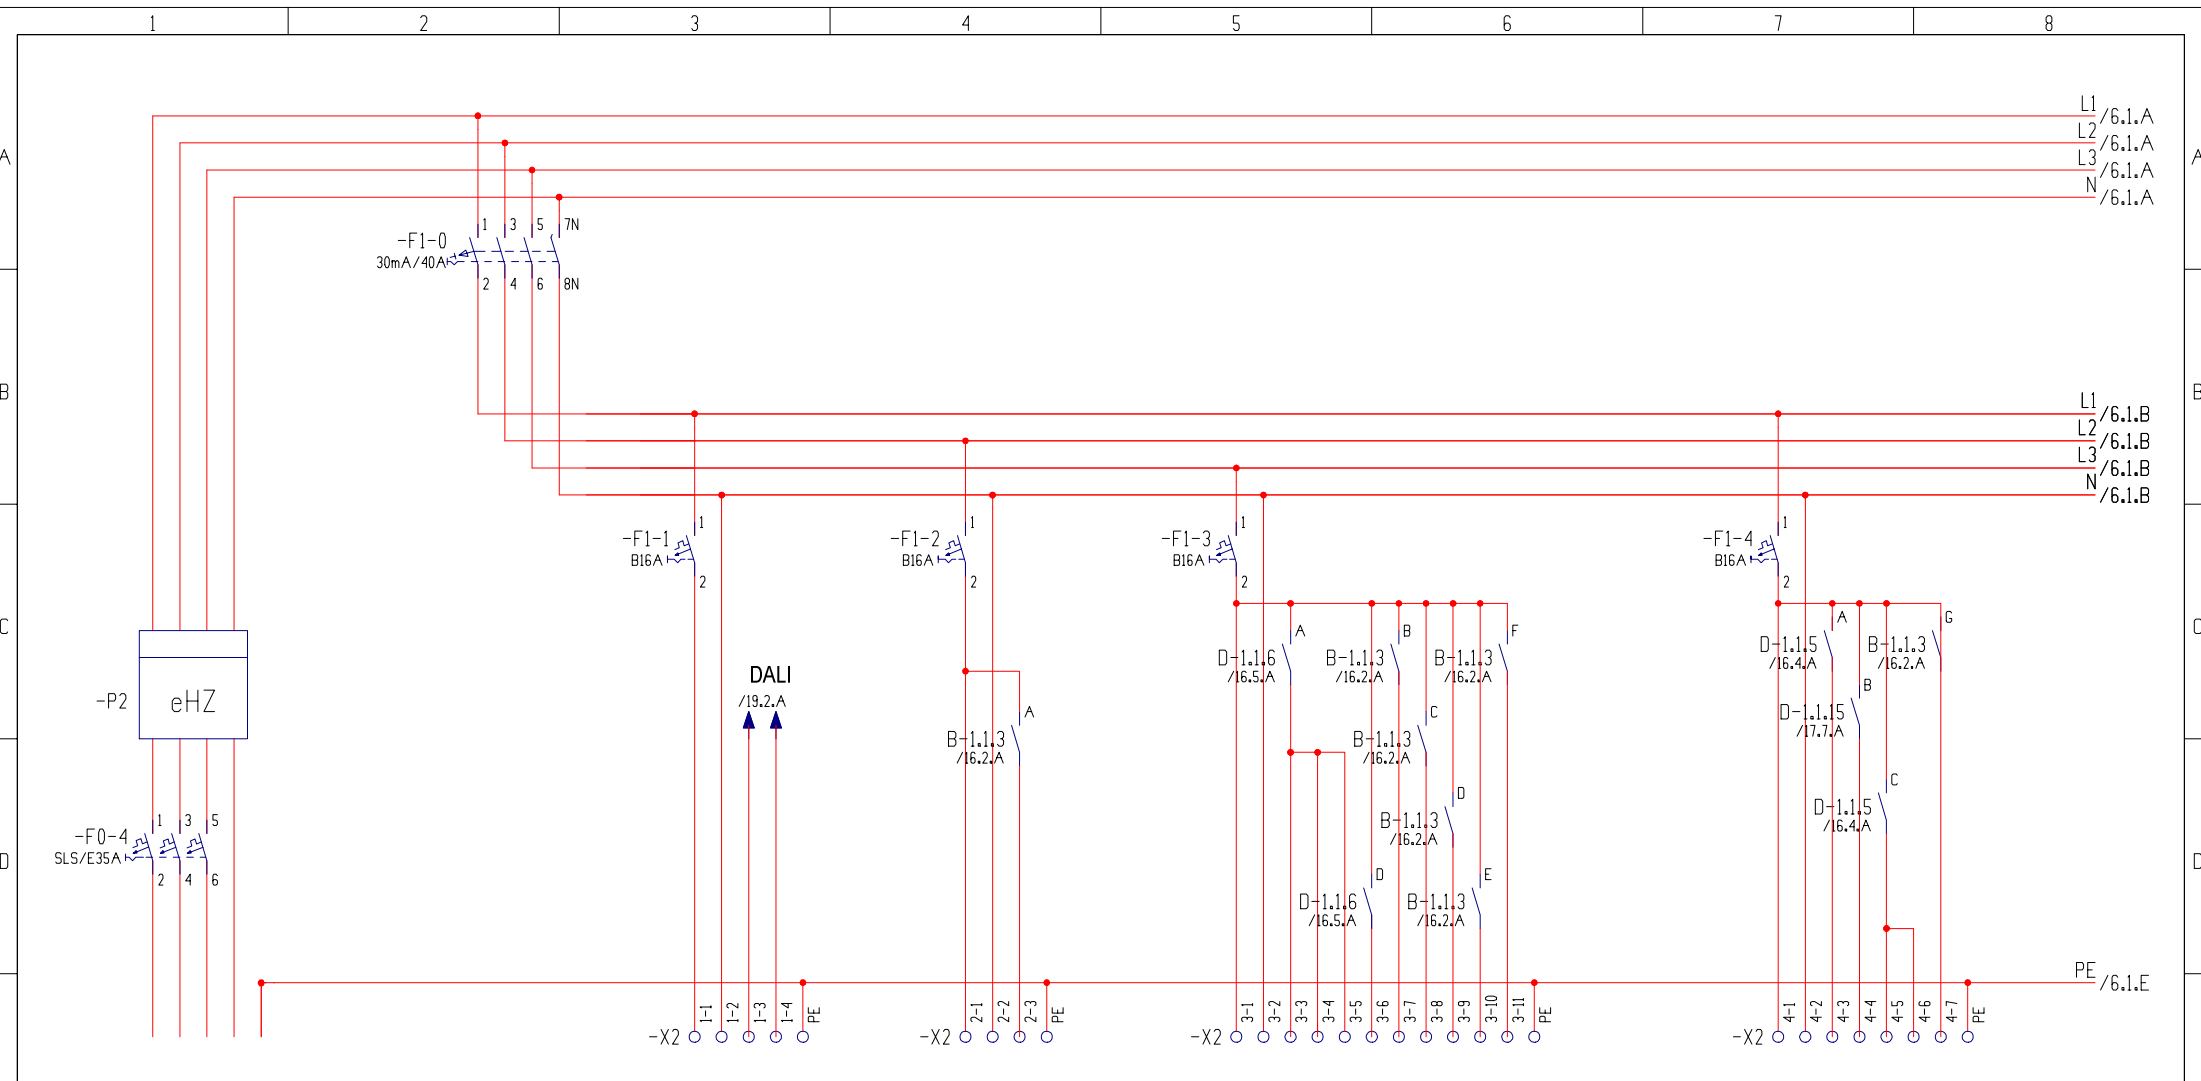 1 2 3 4 5 6 7 8
L1 /6.1.A
L2 /6.1.A
L3 /6.1.A
N /6.1.A
A A
1 3 5 7N
-F1-0
30mA/40A
2 4 6 8N
B B
L1 /6.1.B
L2 /6.1.B
L3 /6.1.B
N /6.1.B
1 1 1 1
-F1-1 -F1-2 -F1-3 -F1-4
B16A B16A B16A B16A
2 2 2 2
C C
A B F A G
D-1.1.6 B-1.1.3 B-1.1.3 D-1.1.5 B-1.1.3
/16.5.A /16.2.A /16.2.A /16.4.A /16.2.A
DALI
/19.2.A
-P2 eHZ
B
D-1.1.15
/17.7.A
A C
B-1.1.3 B-1.1.3
/16.2.A /16.2.A
C
D-1.1.5
/16.4.A
D
B-1.1.3
/16.2.A
1 3 5
-F0-4
SLS/E35A
2 4 6
D D
D E
D-1.1.6 B-1.1.3
/16.5.A /16.2.A
PE /6.1.E
-X2 1-1 1-2 1-3 1-4 PE
-X2 2-1 2-2 2-3 PE
-X2 3-1 3-2 3-3 3-4 3-5 3-6 3-7 3-8 3-9 3-10 3-11 PE
-X2 4-1 4-2 4-3 4-4 4-5 4-6 4-7 PE